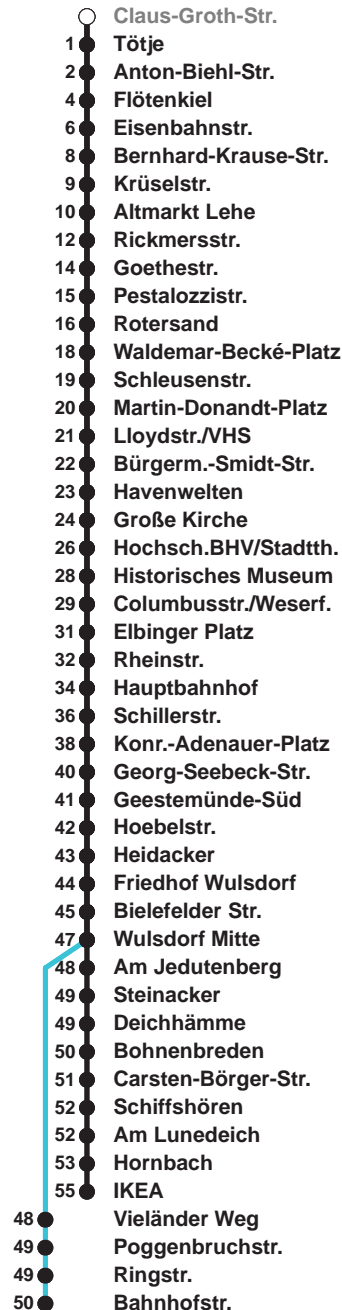 Claus-Groth-Str.
1 Tötje
2 Anton-Biehl-Str.
4 Flötenkiel
6 Eisenbahnstr.
8 Bernhard-Krause-Str.
9 Krüselstr.
10 Altmarkt Lehe
12 Rickmersstr.
14 Goethestr.
15 Pestalozzistr.
16 Rotersand
18 Waldemar-Becké-Platz
19 Schleusenstr.
20 Martin-Donandt-Platz
21 Lloydstr./VHS
22 Bürgerm.-Smidt-Str.
23 Havenwelten
24 Große Kirche
26 Hochsch.BHV/Stadtth.
28 Historisches Museum
29 Columbusstr./Weserf.
31 Elbinger Platz
32 Rheinstr.
34 Hauptbahnhof
36 Schillerstr.
38 Konr.-Adenauer-Platz
40 Georg-Seebeck-Str.
41 Geestemünde-Süd
42 Hoebelstr.
43 Heidacker
44 Friedhof Wulsdorf
45 Bielefelder Str.
47 Wulsdorf Mitte
48 Am Jedutenberg
49 Steinacker
49 Deichhämme
50 Bohnenbreden
51 Carsten-Börger-Str.
52 Schiffshören
52 Am Lunedeich
53 Hornbach
55 IKEA
48 Vieländer Weg
49 Poggenbruchstr.
49 Ringstr.
50 Bahnhofstr.